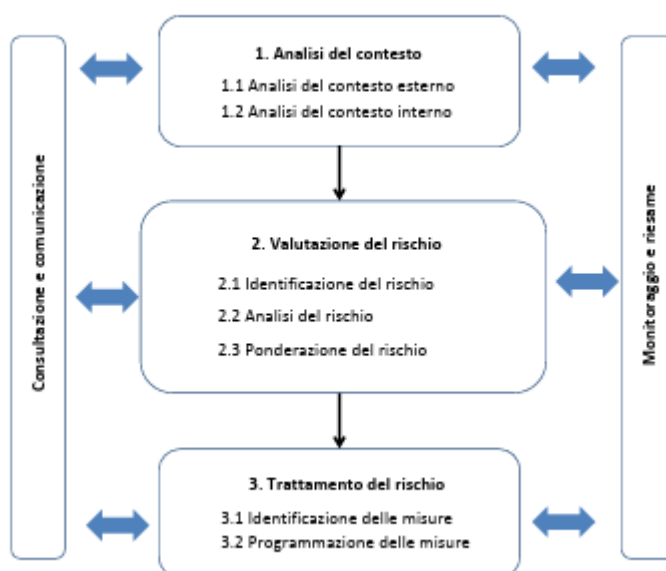 1. Analisi del contesto
1.1 Analisi del contesto esterno
1.2 Analisi del contesto interno
Consultazione e comunicazione
2. Valutazione del rischio
2.1 Identificazione del rischio
2.2 Analisi del rischio
2.3 Ponderazione del rischio
Monitoraggio e riesame
3. Trattamento del rischio
3.1 Identificazione delle misure
3.2 Programmazione delle misure